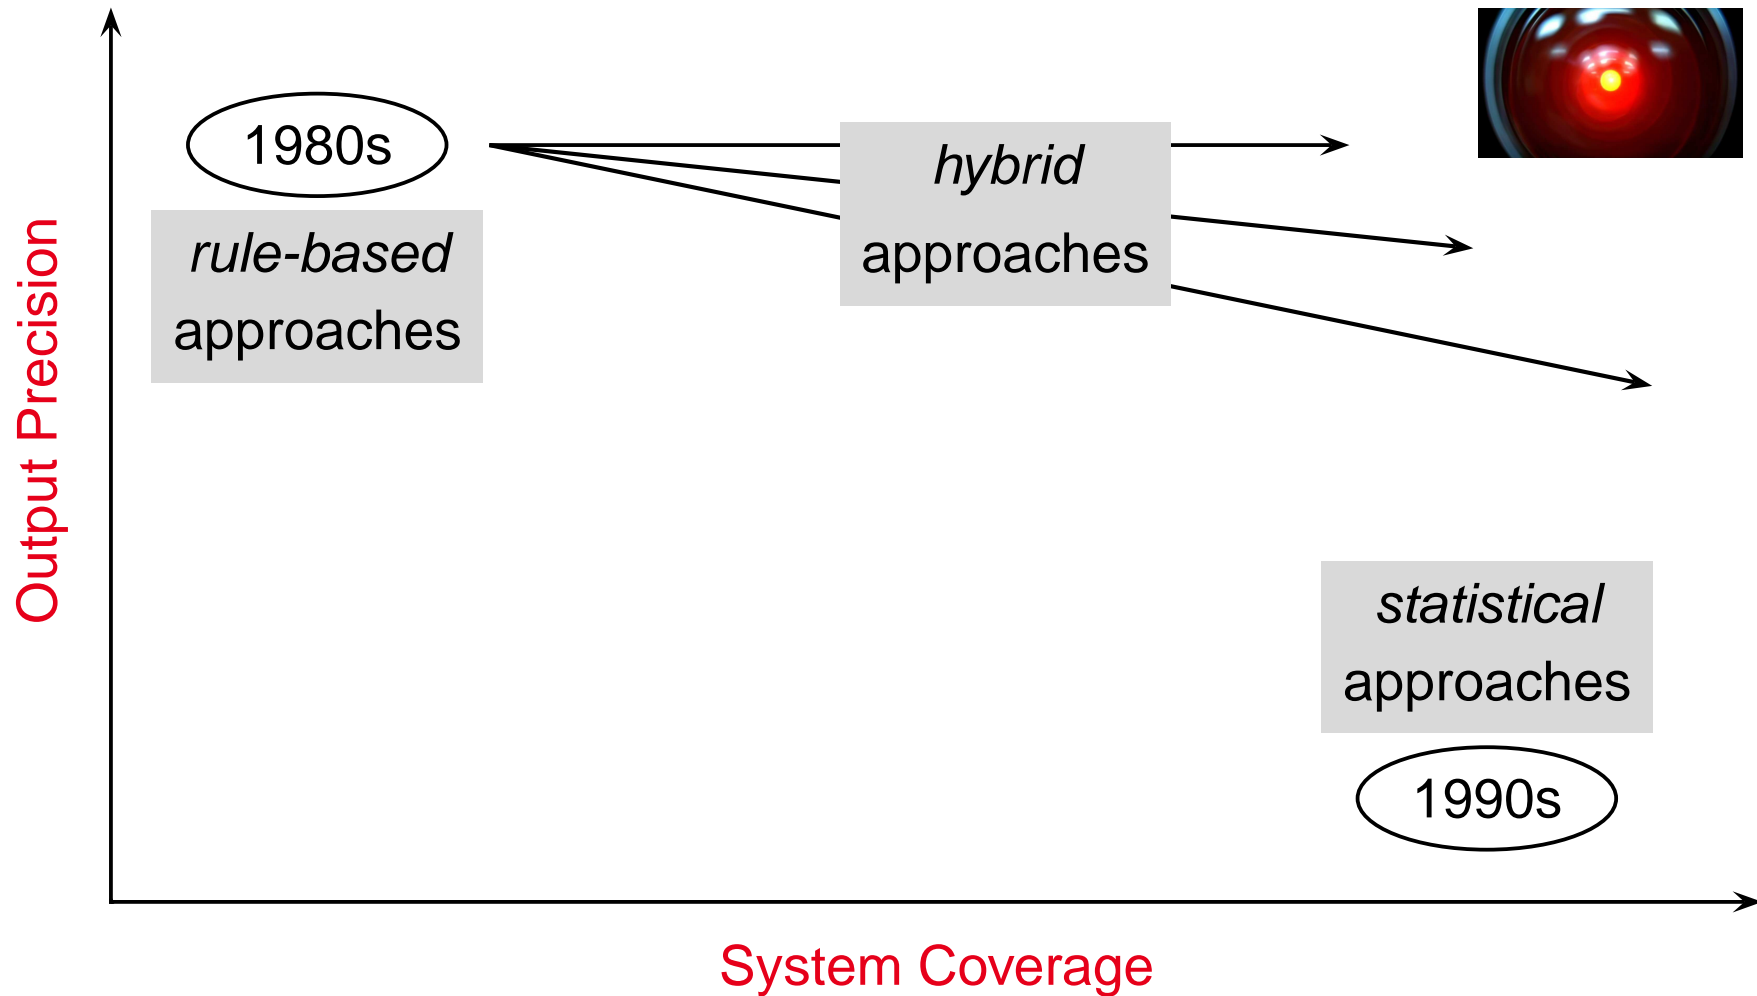 1980s
rule-based
approaches
hybrid
approaches
statistical
approaches
1990s
Output Precision
System Coverage